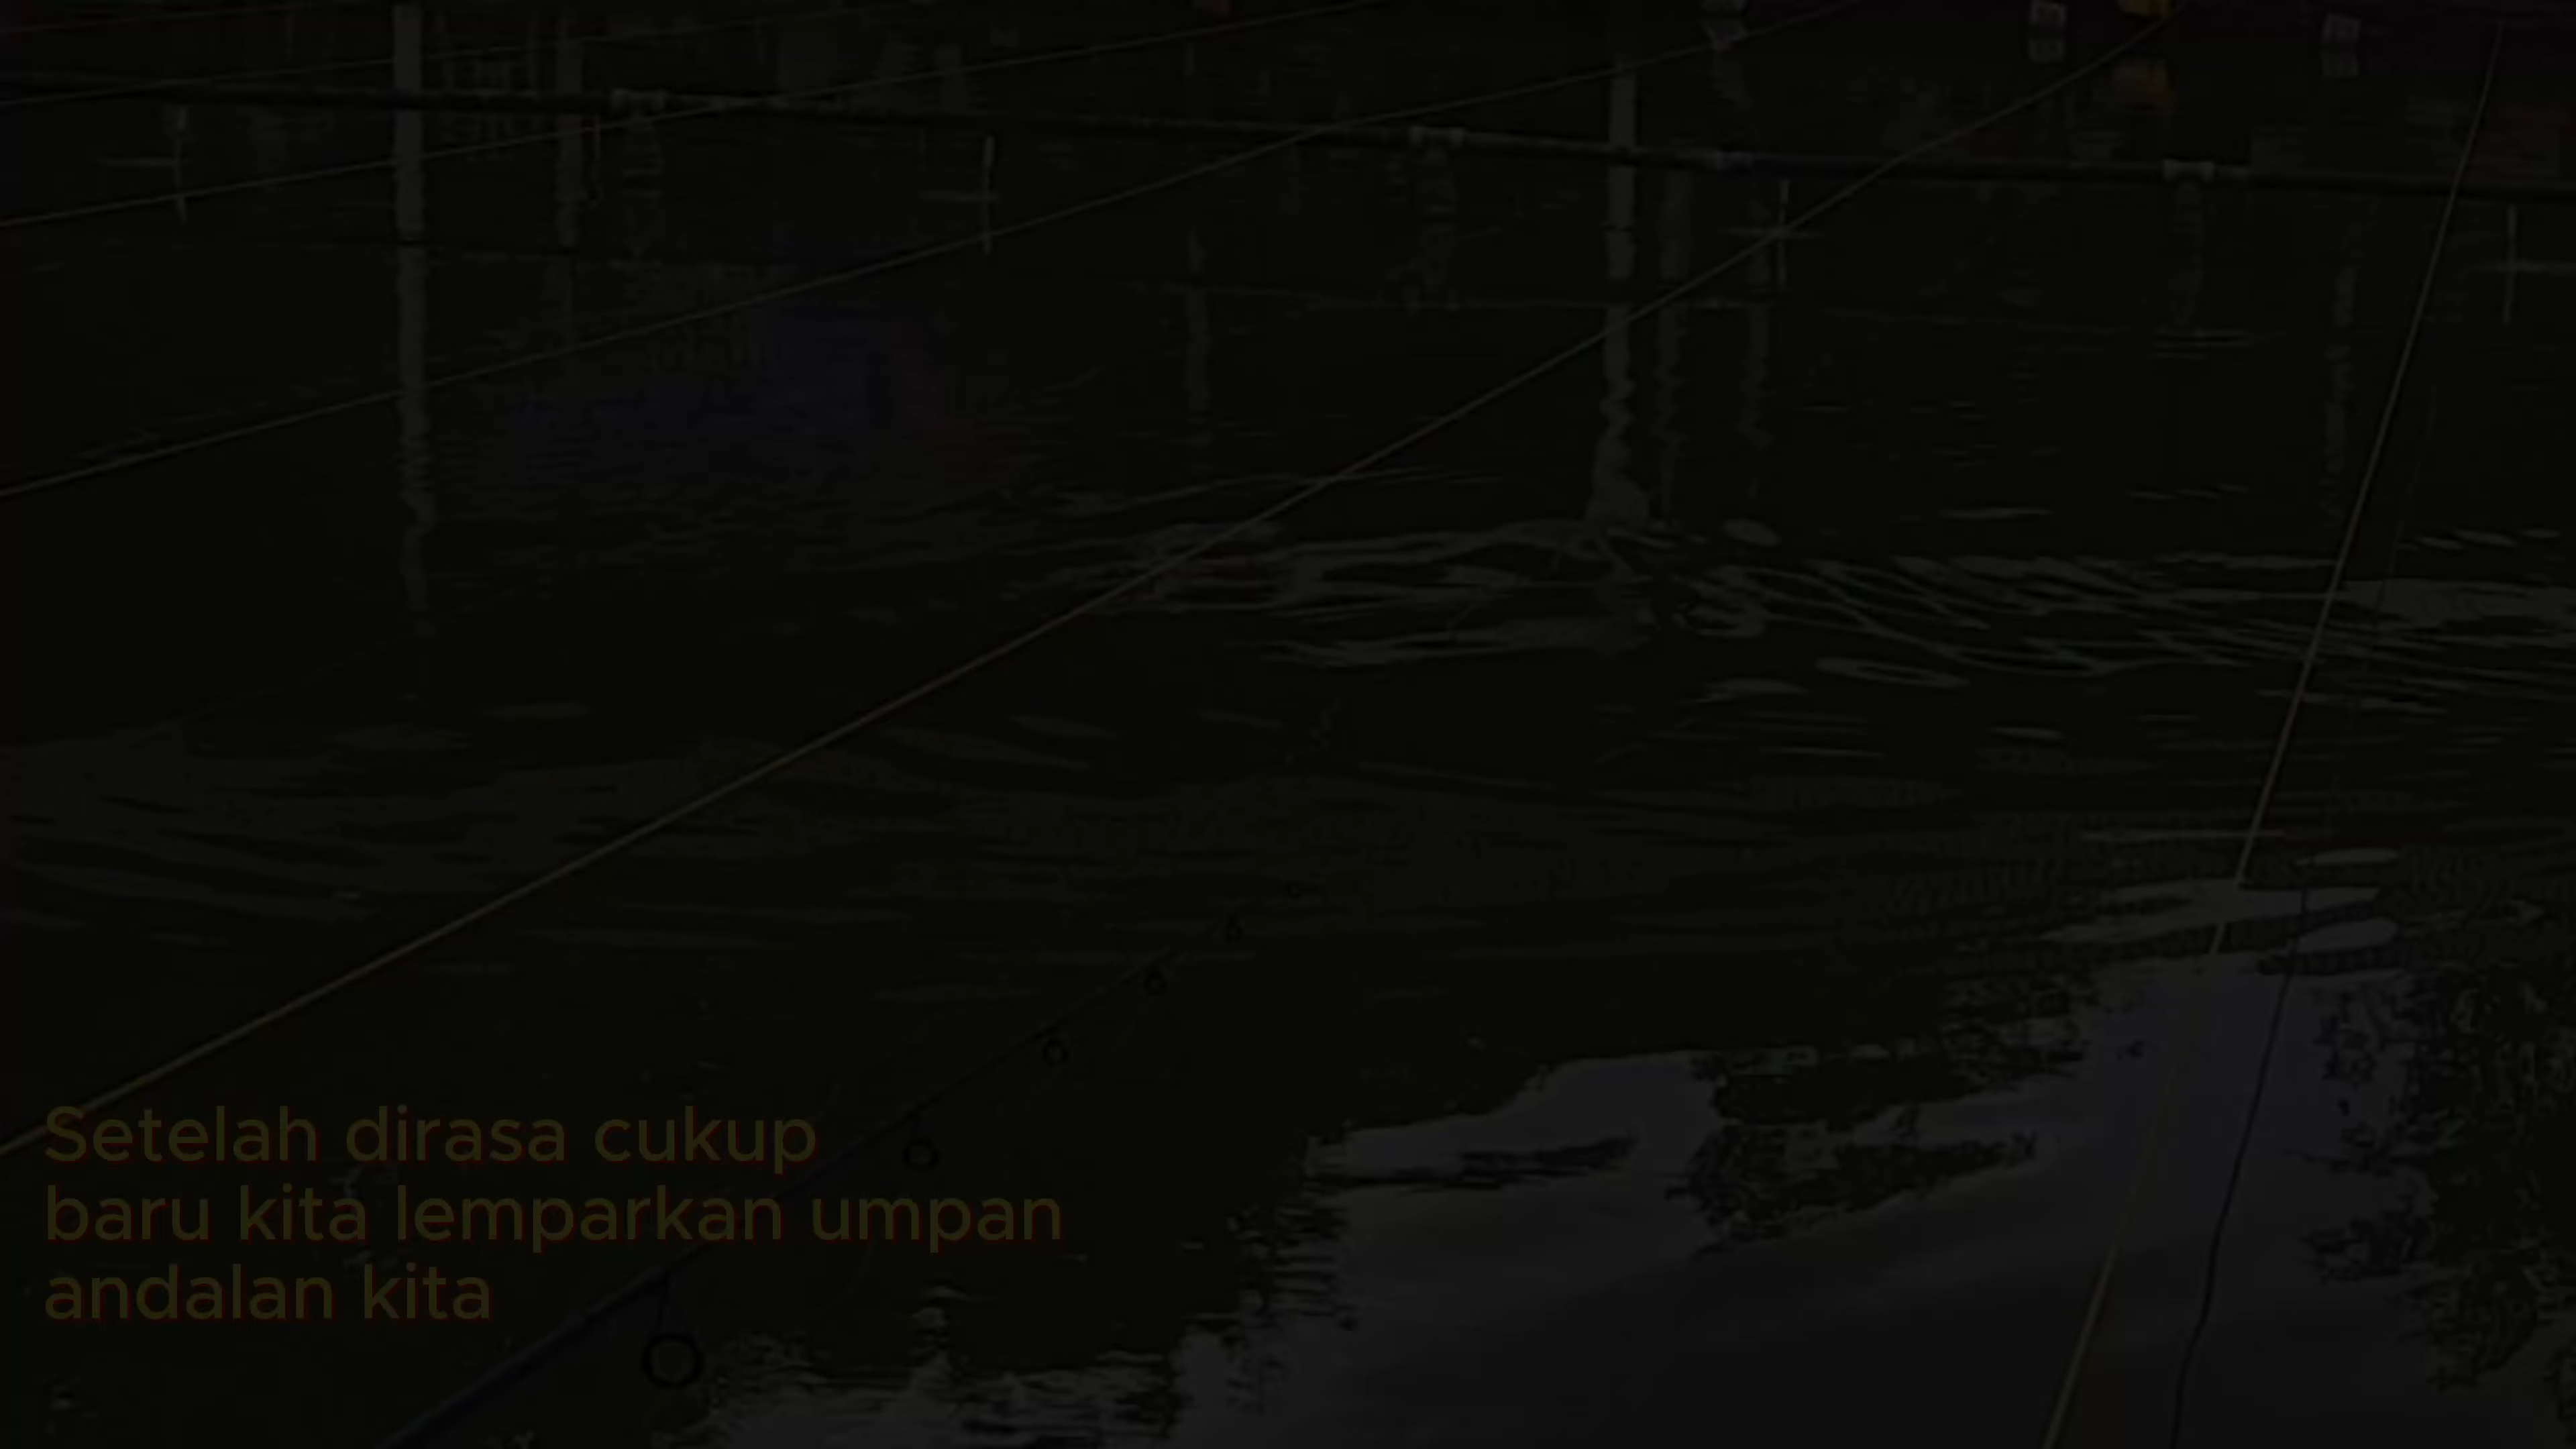 Setelah dirasa cukup
baru kita lemparkan umpan
andalan kita